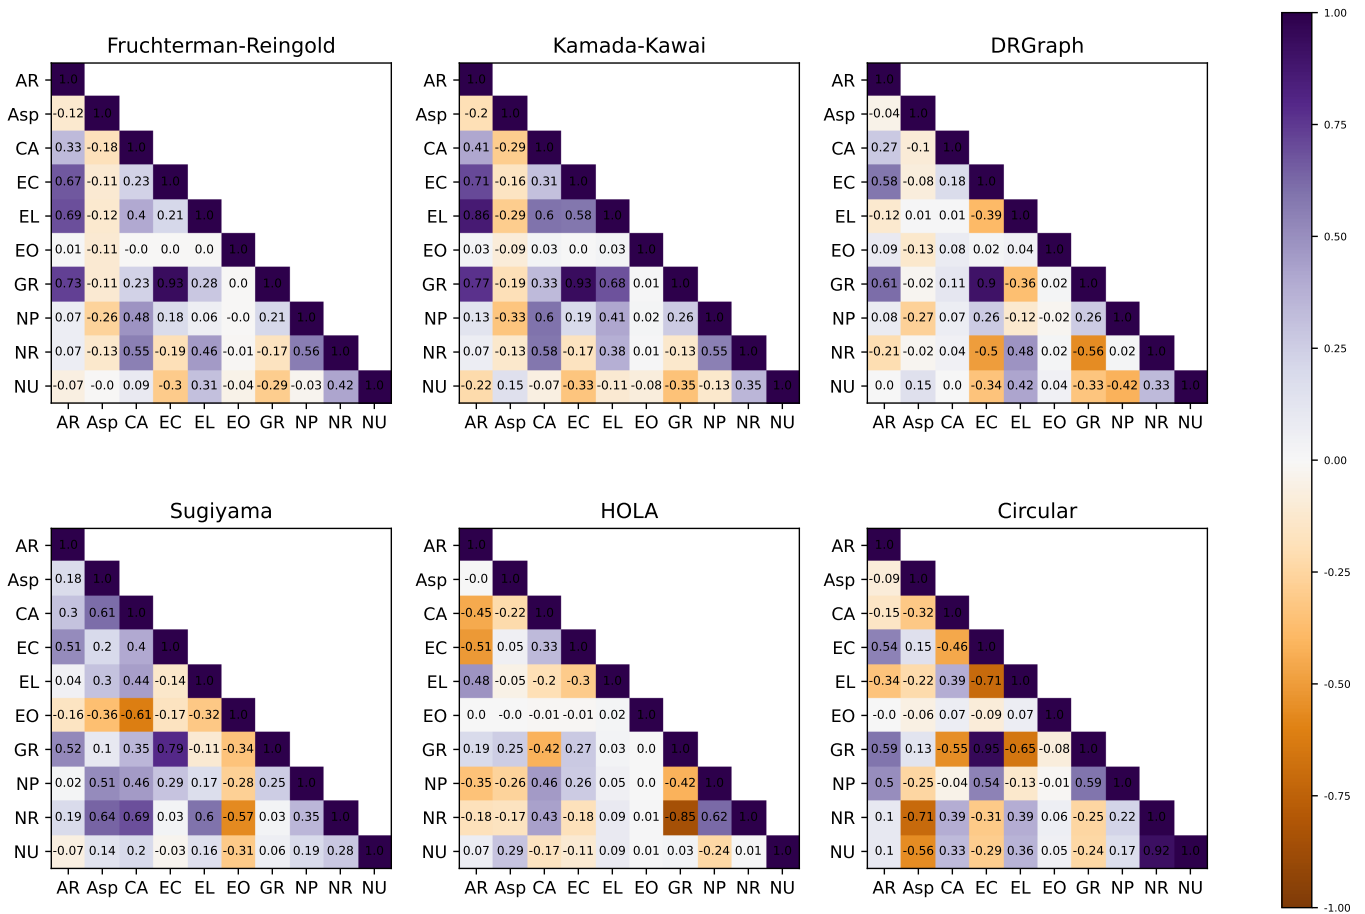 Fruchterman-Reingold
AR 1.0
Asp -0.12 1.0
CA 0.33 -0.18 1.0
EC 0.67 -0.11 0.23 1.0
EL 0.69 -0.12 0.4 0.21 1.0
EO 0.01 -0.11 -0.0 0.0 0.0 1.0
GR 0.73 -0.11 0.23 0.93 0.28 0.0 1.0
NP 0.07 -0.26 0.48 0.18 0.06 -0.0 0.21 1.0
NR 0.07 -0.13 0.55 -0.19 0.46 -0.01 -0.17 0.56 1.0
NU -0.07 -0.0 0.09 -0.3 0.31 -0.04 -0.29 -0.03 0.42 1.0
AR Asp CA EC EL EO GR NP NR NU
Kamada-Kawai
AR 1.0
Asp -0.2 1.0
CA 0.41 -0.29 1.0
EC 0.71 -0.16 0.31 1.0
EL 0.86 -0.29 0.6 0.58 1.0
EO 0.03 -0.09 0.03 0.0 0.03 1.0
GR 0.77 -0.19 0.33 0.93 0.68 0.01 1.0
NP 0.13 -0.33 0.6 0.19 0.41 0.02 0.26 1.0
NR 0.07 -0.13 0.58 -0.17 0.38 0.01 -0.13 0.55 1.0
NU -0.22 0.15 -0.07 -0.33 -0.11 -0.08 -0.35 -0.13 0.35 1.0
AR Asp CA EC EL EO GR NP NR NU
DRGraph
AR 1.0
Asp -0.04 1.0
CA 0.27 -0.1 1.0
EC 0.58 -0.08 0.18 1.0
EL -0.12 0.01 0.01 -0.39 1.0
EO 0.09 -0.13 0.08 0.02 0.04 1.0
GR 0.61 -0.02 0.11 0.9 -0.36 0.02 1.0
NP 0.08 -0.27 0.07 0.26 -0.12 -0.02 0.26 1.0
NR -0.21 -0.02 0.04 -0.5 0.48 0.02 -0.56 0.02 1.0
NU 0.0 0.15 0.0 -0.34 0.42 0.04 -0.33 -0.42 0.33 1.0
AR Asp CA EC EL EO GR NP NR NU
Sugiyama
AR 1.0
Asp 0.18 1.0
CA 0.3 0.61 1.0
EC 0.51 0.2 0.4 1.0
EL 0.04 0.3 0.44 -0.14 1.0
EO -0.16 -0.36 -0.61 -0.17 -0.32 1.0
GR 0.52 0.1 0.35 0.79 -0.11 -0.34 1.0
NP 0.02 0.51 0.46 0.29 0.17 -0.28 0.25 1.0
NR 0.19 0.64 0.69 0.03 0.6 -0.57 0.03 0.35 1.0
NU -0.07 0.14 0.2 -0.03 0.16 -0.31 0.06 0.19 0.28 1.0
AR Asp CA EC EL EO GR NP NR NU
HOLA
AR 1.0
Asp -0.0 1.0
CA -0.45 -0.22 1.0
EC -0.51 0.05 0.33 1.0
EL 0.48 -0.05 -0.2 -0.3 1.0
EO 0.0 -0.0 -0.01 -0.01 0.02 1.0
GR 0.19 0.25 -0.42 0.27 0.03 0.0 1.0
NP -0.35 -0.26 0.46 0.26 0.05 0.0 -0.42 1.0
NR -0.18 -0.17 0.43 -0.18 0.09 0.01 -0.85 0.62 1.0
NU 0.07 0.29 -0.17 -0.11 0.09 0.01 0.03 -0.24 0.01 1.0
AR Asp CA EC EL EO GR NP NR NU
Circular
AR 1.0
Asp -0.09 1.0
CA -0.15 -0.32 1.0
EC 0.54 0.15 -0.46 1.0
EL -0.34 -0.22 0.39 -0.71 1.0
EO -0.0 -0.06 0.07 -0.09 0.07 1.0
GR 0.59 0.13 -0.55 0.95 -0.65 -0.08 1.0
NP 0.5 -0.25 -0.04 0.54 -0.13 -0.01 0.59 1.0
NR 0.1 -0.71 0.39 -0.31 0.39 0.06 -0.25 0.22 1.0
NU 0.1 -0.56 0.33 -0.29 0.36 0.05 -0.24 0.17 0.92 1.0
AR Asp CA EC EL EO GR NP NR NU
1.00
0.75
0.50
0.25
0.00
-0.25
-0.50
-0.75
-1.00